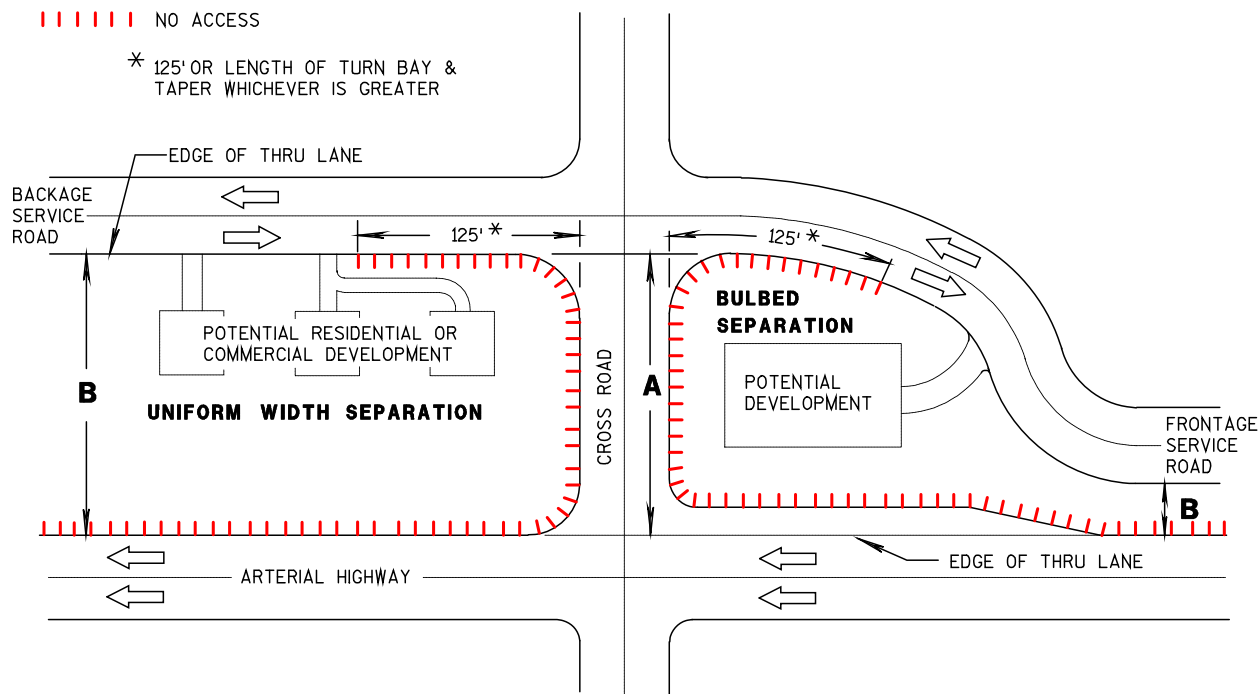 NO ACCESS
* 125' OR LENGTH OF TURN BAY &
TAPER WHICHEVER IS GREATER
EDGE OF THRU LANE
BACKAGE
SERVICE
ROAD
125' *
125' *
BULBED
SEPARATION
POTENTIAL RESIDENTIAL OR
COMMERCIAL DEVELOPMENT
B
UNIFORM WIDTH SEPARATION
CROSS ROAD
A
POTENTIAL
DEVELOPMENT
FRONTAGE
SERVICE
ROAD
B
EDGE OF THRU LANE
ARTERIAL HIGHWAY